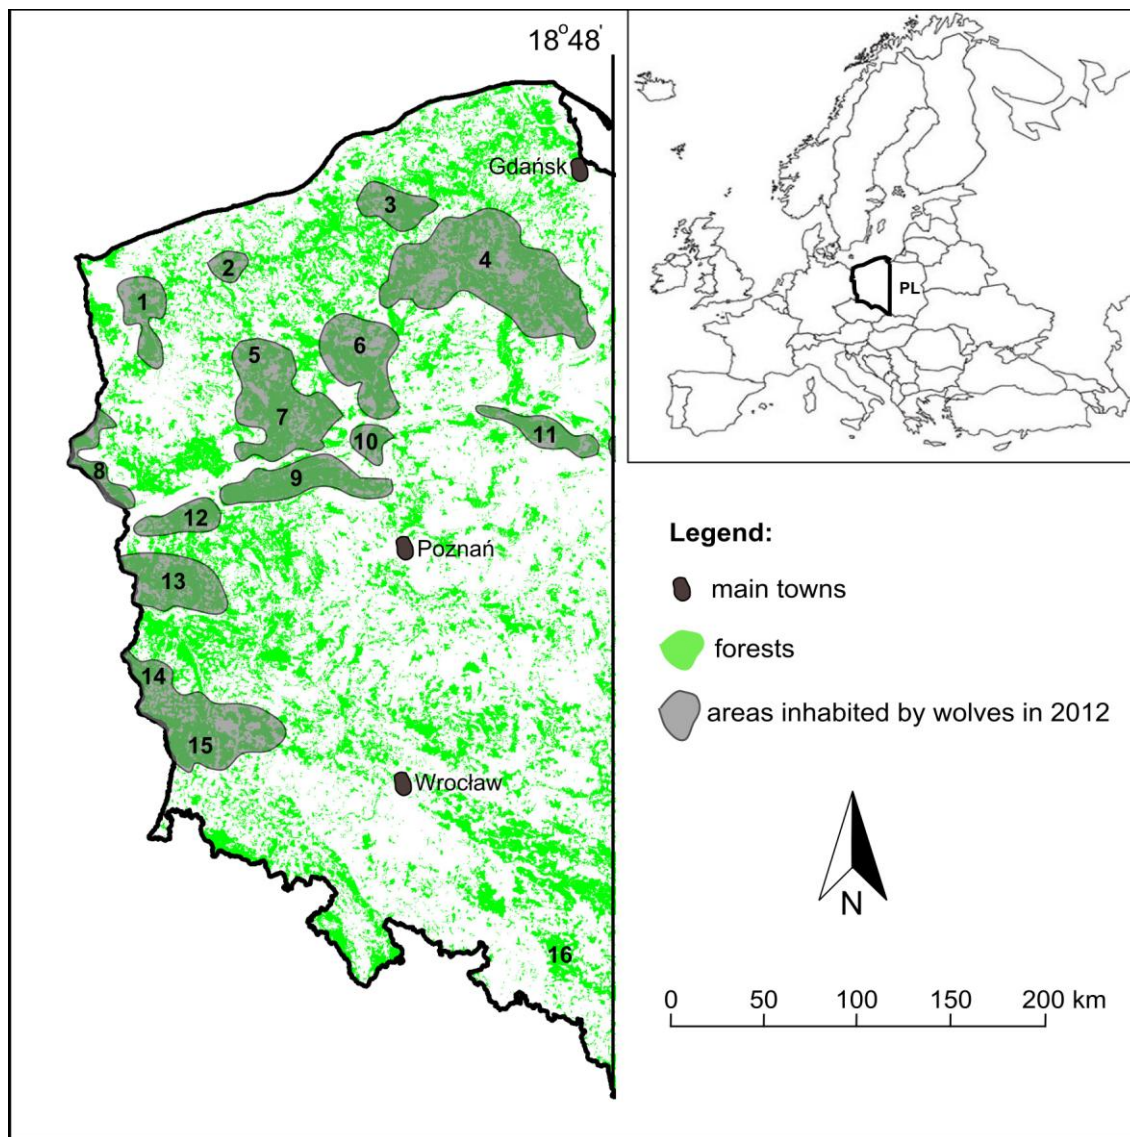 18°48'
Gdańsk
3
4
2
1
5
6
7
10
11
8
9
12
Poznań
13
14
15
Wrocław
16
PL
Legend:
main towns
forests
areas inhabited by wolves in 2012
N
0 50 100 150 200 km